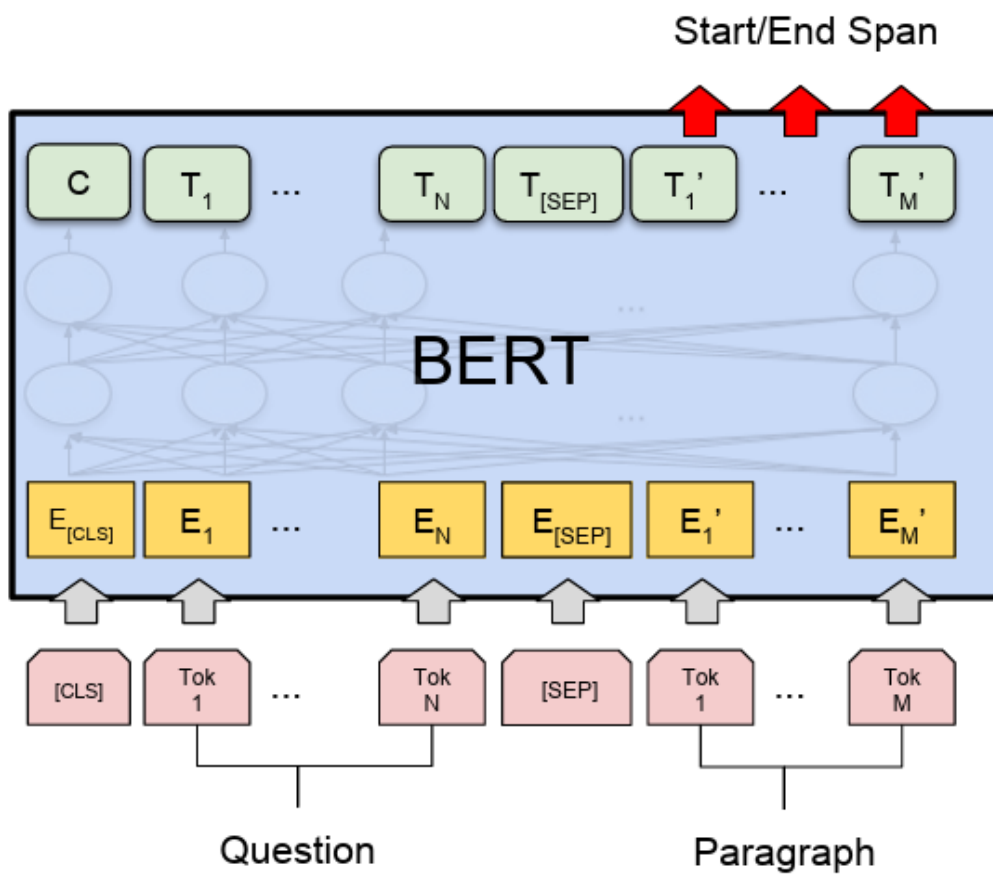 Start/End Span
C T1 ... TN T[SEP] T1' ... TM'
...
BERT
...
E[CLS] E1 ... EN E[SEP] E1' ... EM'
[CLS] Tok 1 ... Tok N [SEP] Tok 1 ... Tok M
Question Paragraph